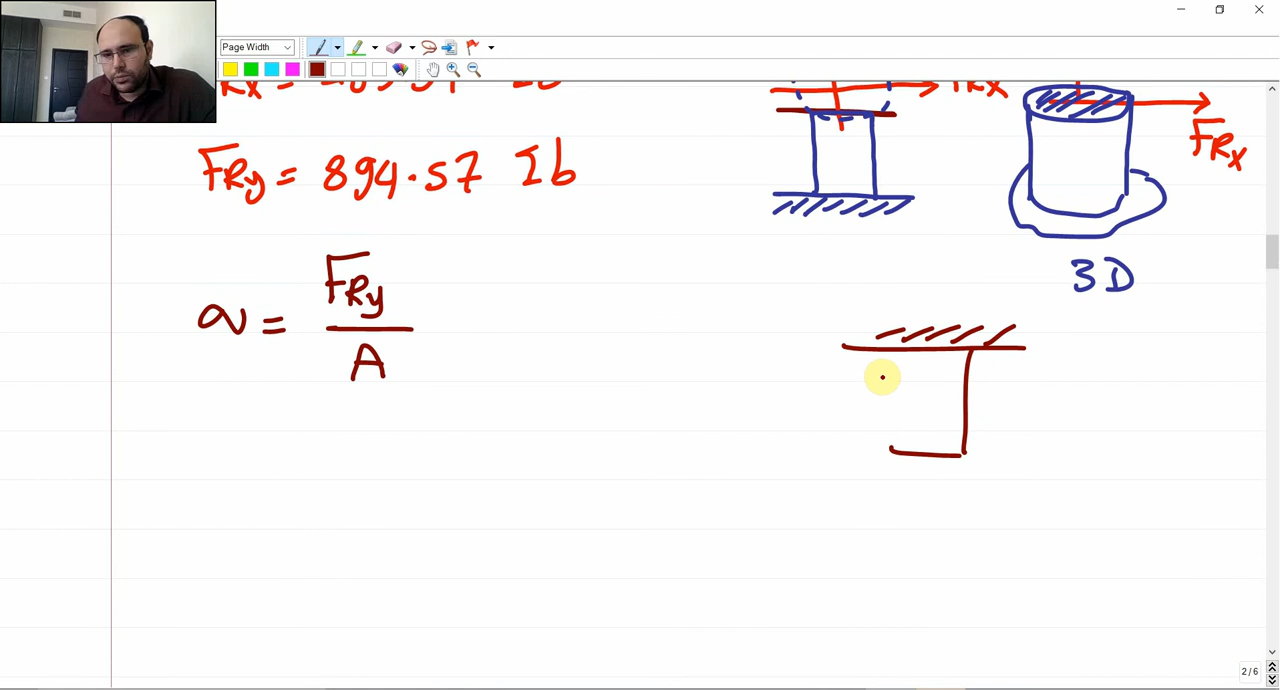 Page Width
FRx
FRy = 894.57 Ib
FRx
3D
σ = FRy
A
2/6